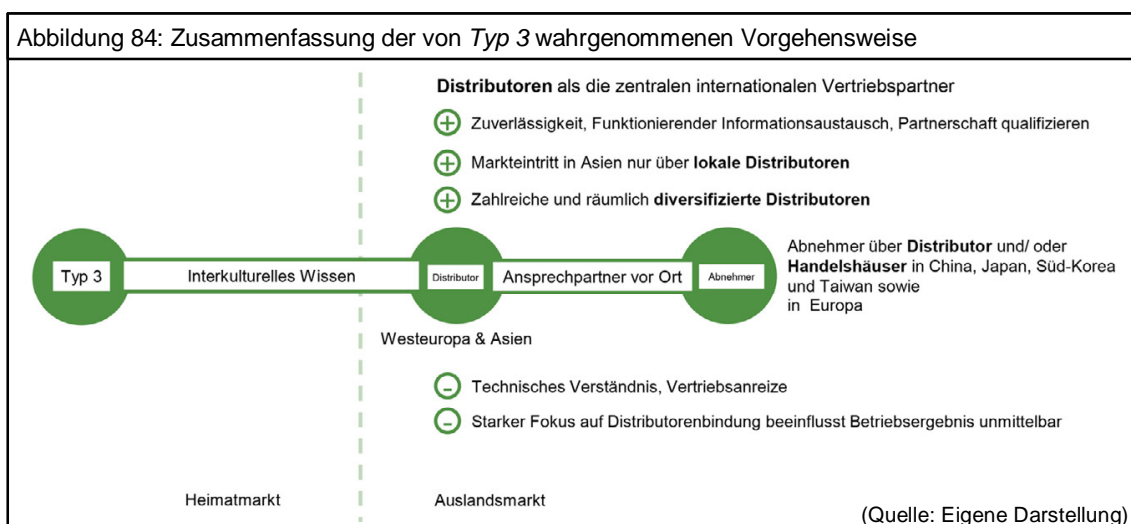 Abbildung 84: Zusammenfassung der von Typ 3 wahrgenommenen Vorgehensweise
Distributoren als die zentralen internationalen Vertriebspartner
Zuverlässigkeit, Funktionierender Informationsaustausch, Partnerschaft qualifizieren
Markteintritt in Asien nur über lokale Distributoren
Zahlreiche und räumlich diversifizierte Distributoren
Typ 3
Interkulturelles Wissen
Distributor
Ansprechpartner vor Ort
Abnehmer
Abnehmer über Distributor und/ oder
Handelshäuser in China, Japan, Süd-Korea
und Taiwan sowie
in Europa
Westeuropa & Asien
Technisches Verständnis, Vertriebsanreize
Starker Fokus auf Distributorenbindung beeinflusst Betriebsergebnis unmittelbar
Heimatmarkt
Auslandsmarkt
(Quelle: Eigene Darstellung)